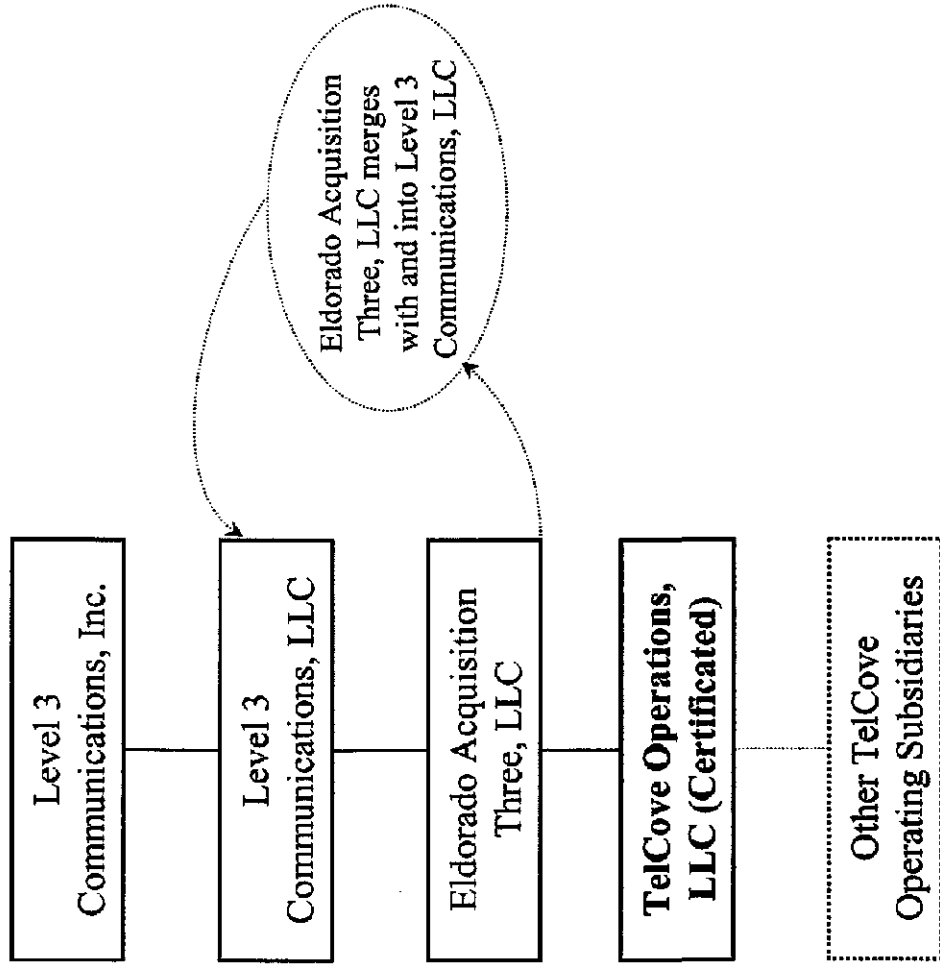 Level 3
Communications, Inc.
Level 3
Communications, LLC
Eldorado Acquisition
Three, LLC
TelCove Operations,
LLC (Certificated)
Other TelCove
Operating Subsidiaries
Eldorado Acquisition
Three, LLC merges
with and into Level 3
Communications, LLC